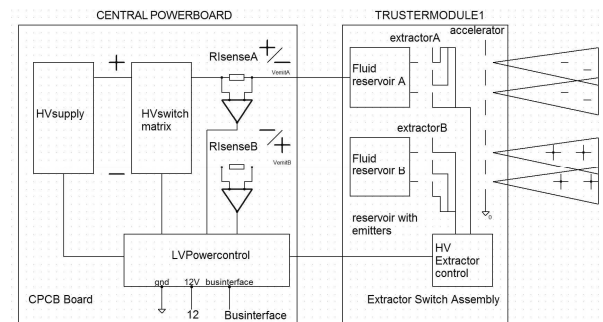 CENTRAL POWERBOARD
TRUSTERMODULE1
accelerator
extractorA
RIsenseA
+/−
VemitA
+
HVsupply
HVswitch
matrix
Fluid
reservoir A
− −
− −
extractorB
RIsenseB
−/+
VemitB
−
Fluid
reservoir B
+ +
+ +
reservoir with
emitters
0
LVPowercontrol
HV
Extractor
control
gnd 12V businterface
CPCB Board
12
Businterface
Extractor Switch Assembly